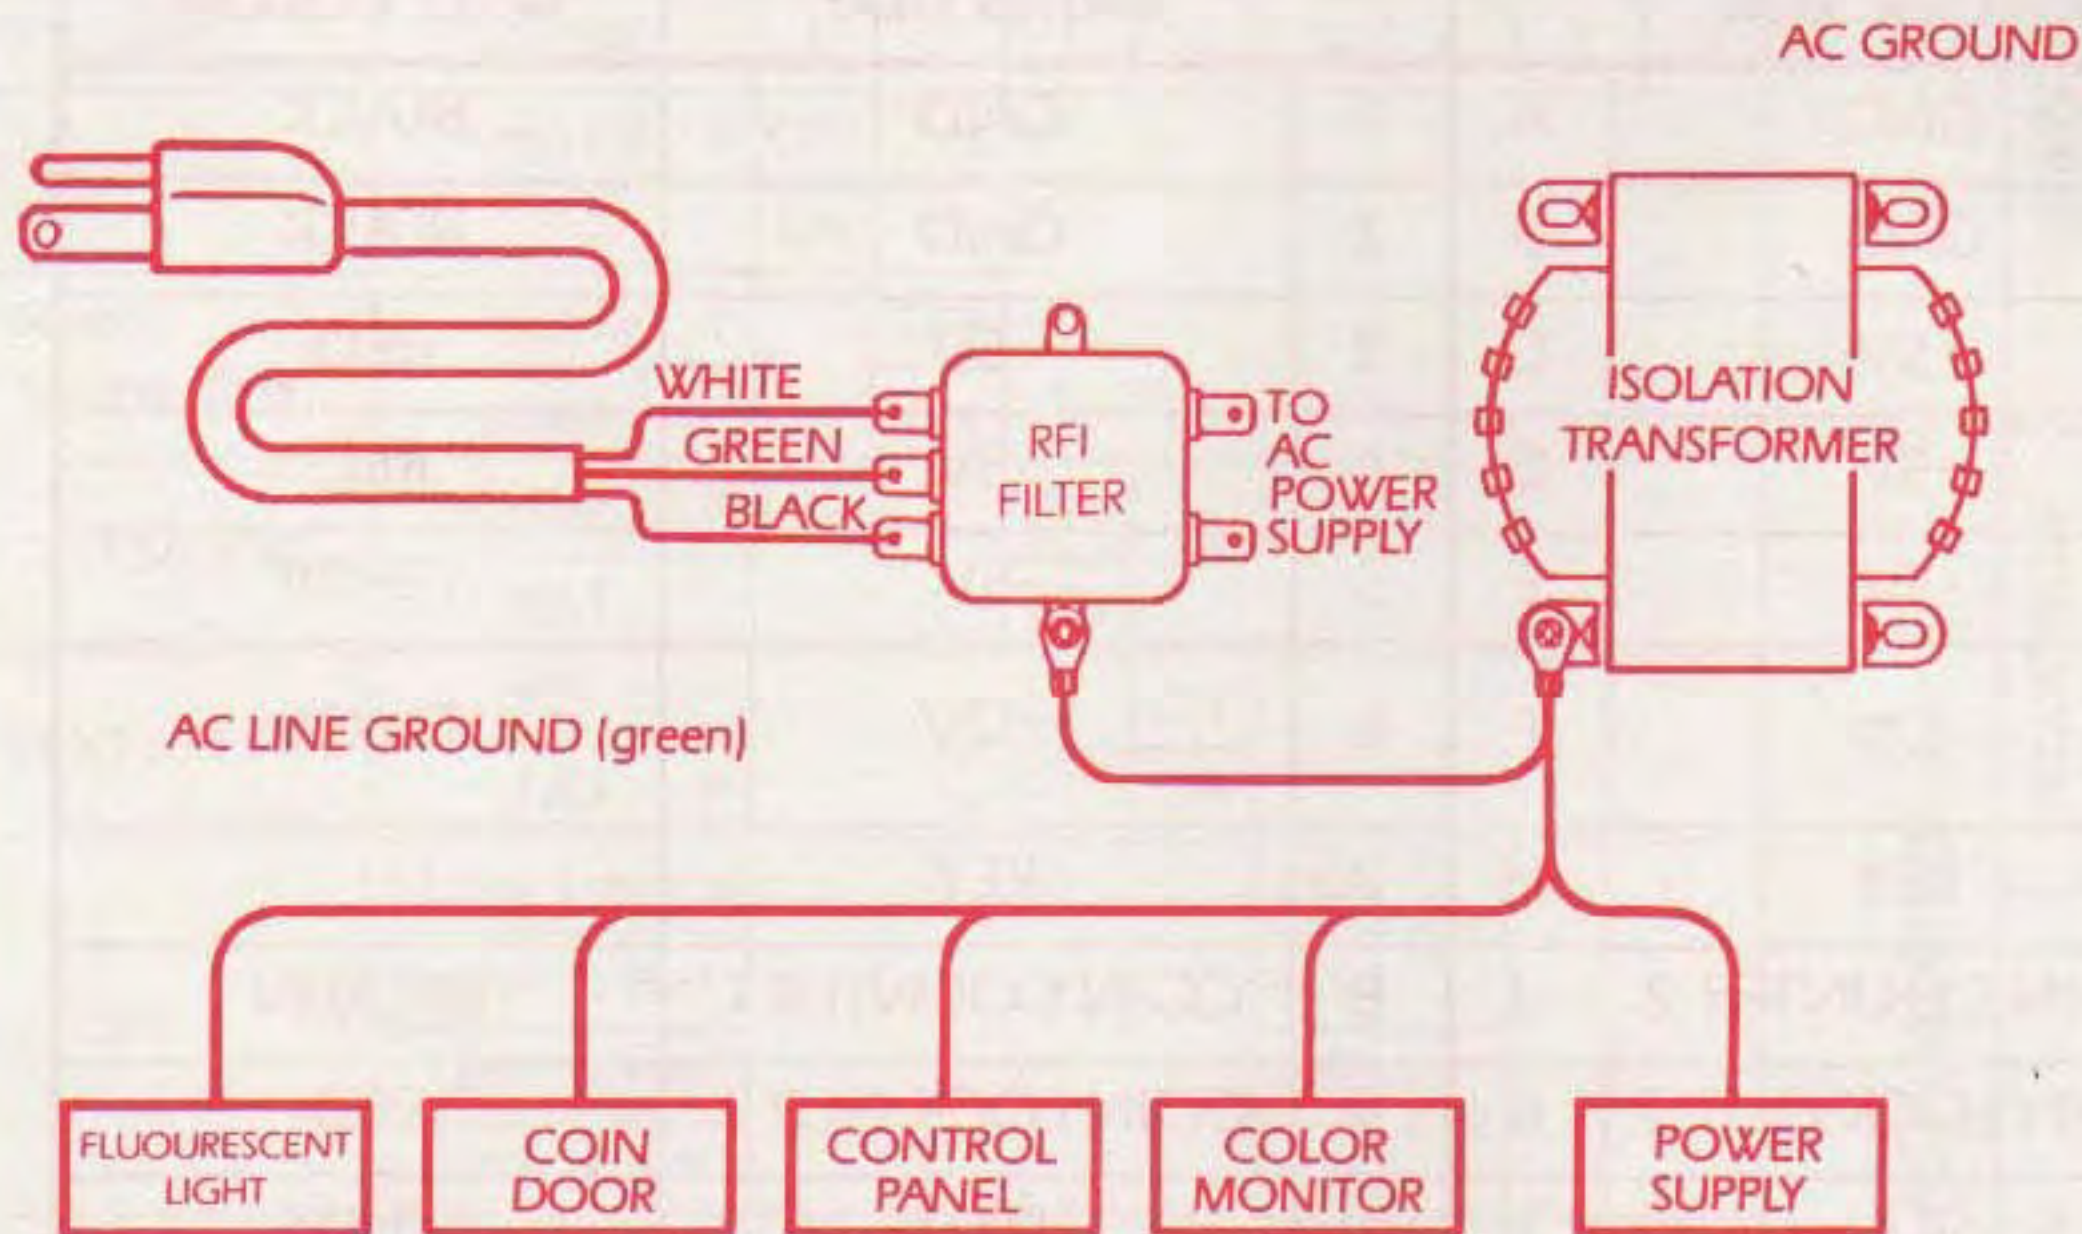 AC GROUND
WHITE
GREEN
BLACK
RFI
FILTER
TO
AC
POWER
SUPPLY
ISOLATION
TRANSFORMER
AC LINE GROUND (green)
FLUOURESCENT
LIGHT
COIN
DOOR
CONTROL
PANEL
COLOR
MONITOR
POWER
SUPPLY